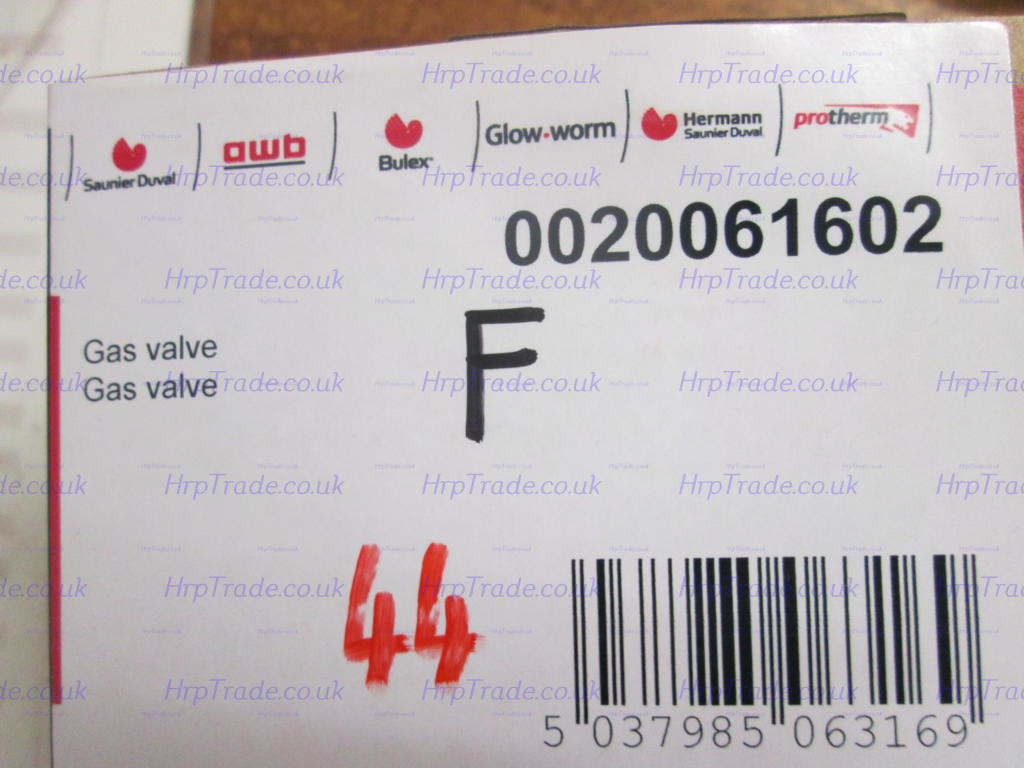 Saunier Duval
awb
Bulex
Glow-worm
Hermann
Saunier Duval
protherm
0020061602
Gas valve
Gas valve
F
44
5 037985 063169
HrpTrade.co.uk